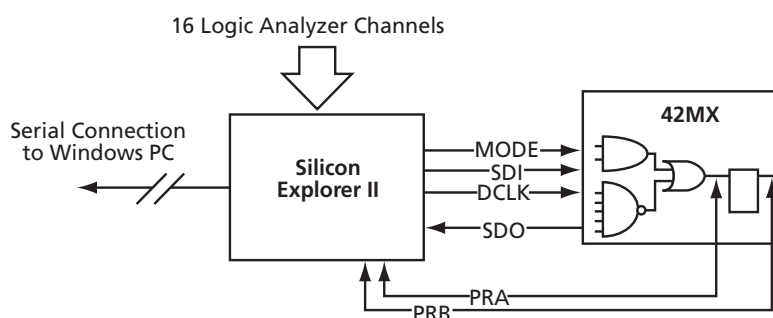 16 Logic Analyzer Channels
Serial Connection
to Windows PC
Silicon
Explorer II
MODE
SDI
DCLK
SDO
PRA
PRB
42MX